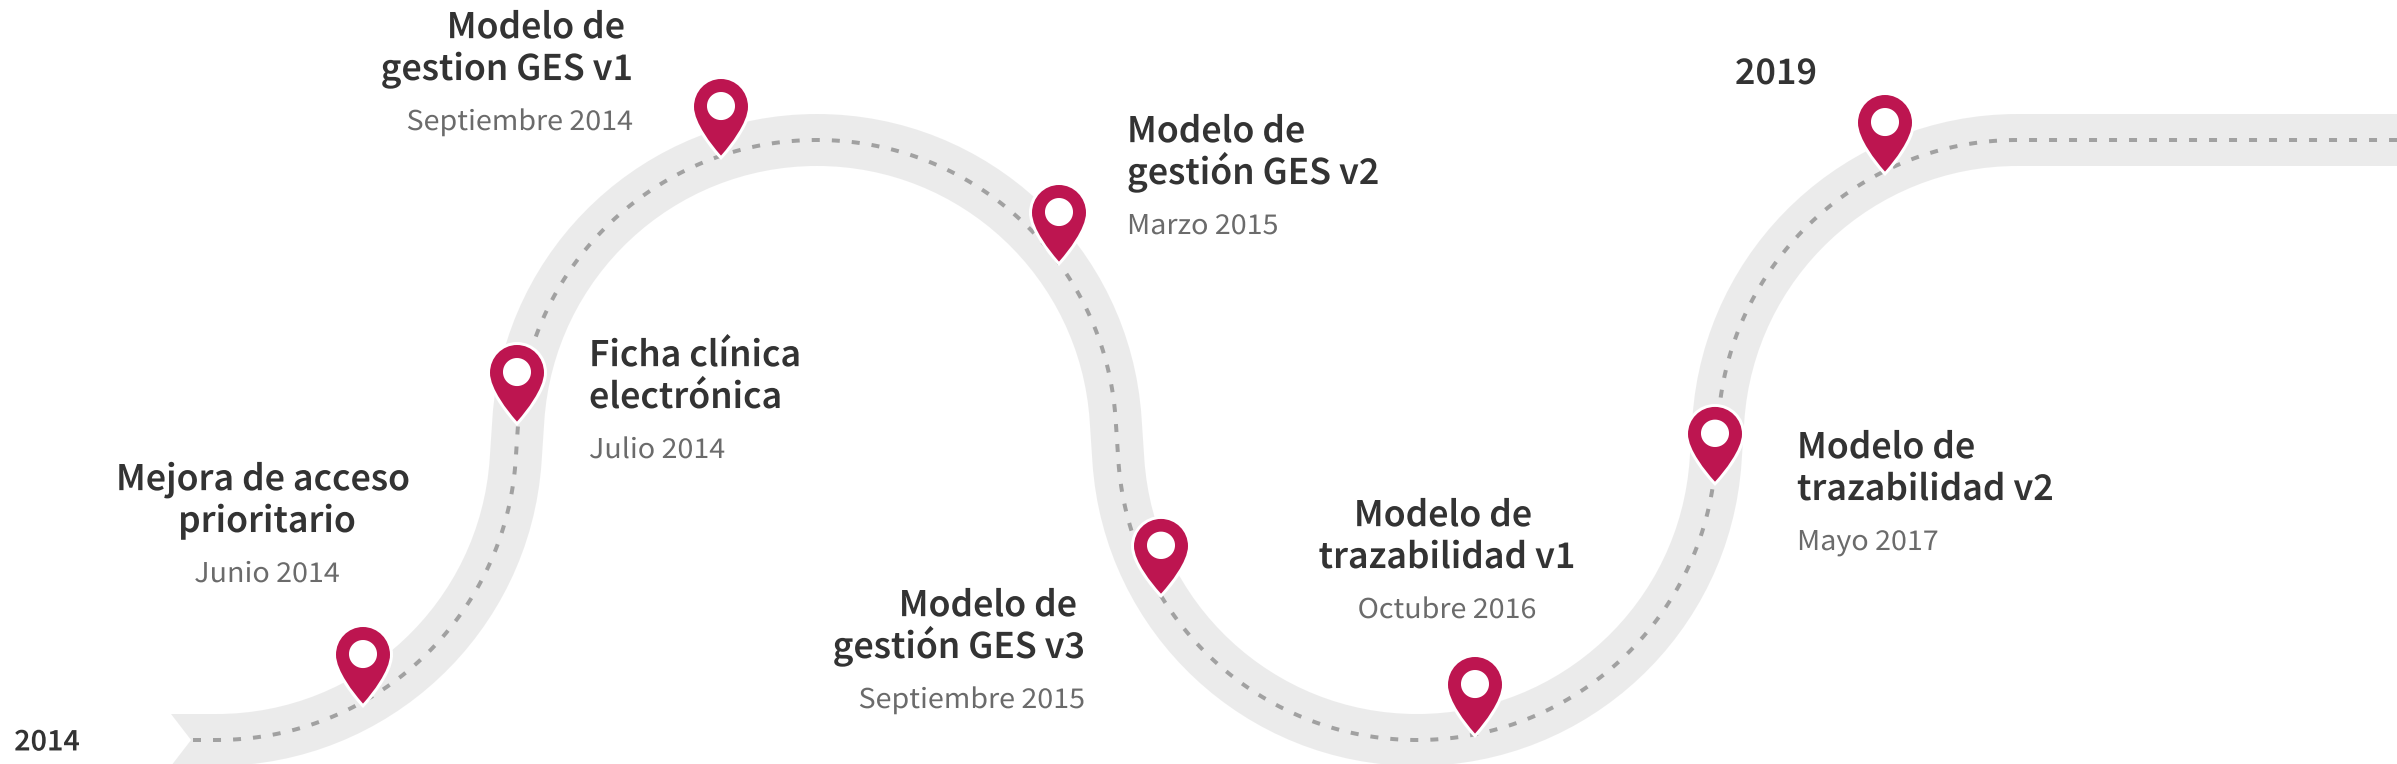 2014
Mejora de acceso
prioritario
Junio 2014
Ficha clínica
electrónica
Julio 2014
Modelo de
gestion GES v1
Septiembre 2014
Modelo de
gestión GES v2
Marzo 2015
Modelo de
gestión GES v3
Septiembre 2015
Modelo de
trazabilidad v1
Octubre 2016
Modelo de
trazabilidad v2
Mayo 2017
2019